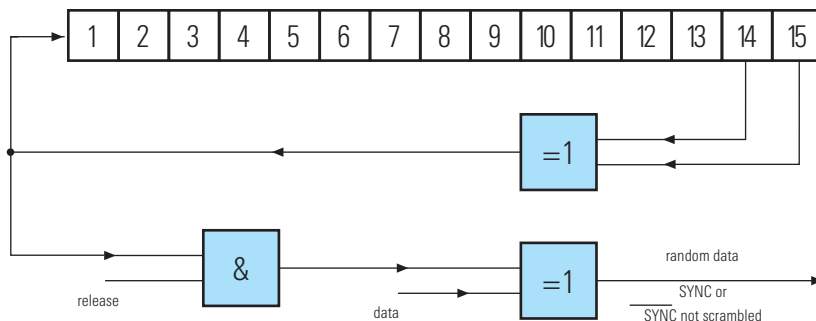 1 2 3 4 5 6 7 8 9 10 11 12 13 14 15
=1
& =1
random data
release
data
SYNC or
SYNC not scrambled